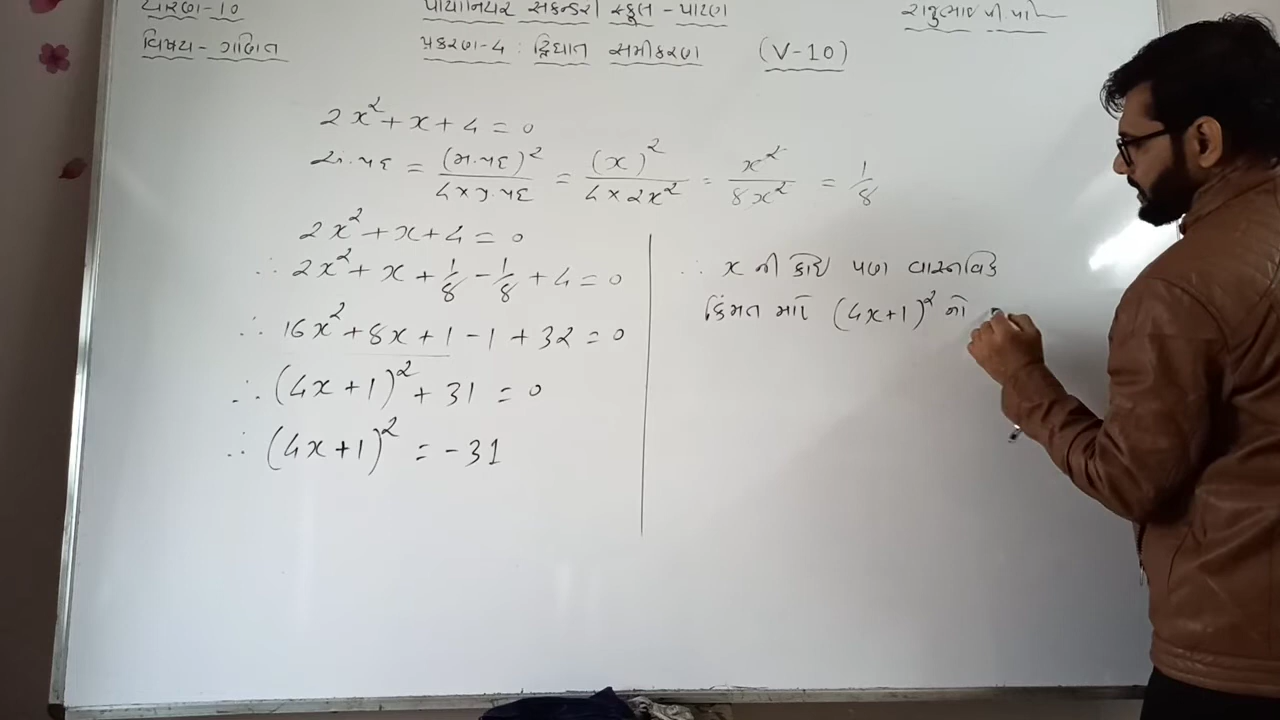 ધોરણ-10
પાયોનિયર સેકન્ડરી સ્કૂલ - પાટણ
રાજુભાઈ પી.
વિષય - ગણિત
પ્રકરણ-4 : દ્વિઘાત સમીકરણ (V-10)
2x² + x + 4 = 0
અં.પદ = (મ.પદ)² / 4 × પ્ર.પદ = (x)² / 4 × 2x² = x² / 8x² = 1/8
2x² + x + 4 = 0
∴ 2x² + x + 1/8 - 1/8 + 4 = 0
∴ 16x² + 8x + 1 - 1 + 32 = 0
∴ (4x + 1)² + 31 = 0
∴ (4x + 1)² = -31
∴ x ની કોઈ પણ વાસ્તવિક
કિંમત માટે (4x+1)² નો